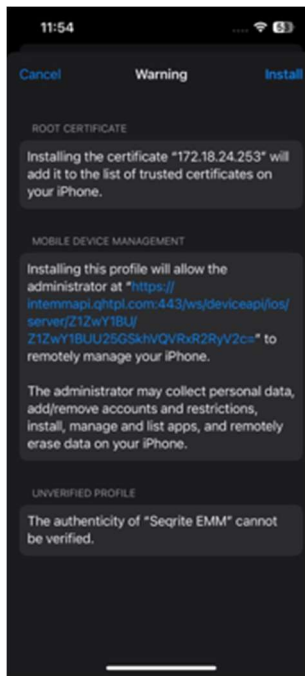 11:54
63
Cancel
Warning
Install
ROOT CERTIFICATE
Installing the certificate "172.18.24.253" will
add it to the list of trusted certificates on
your iPhone.
MOBILE DEVICE MANAGEMENT
Installing this profile will allow the
administrator at "https://
intemmapi.qhtpl.com:443/ws/deviceapi/ios/
server/Z1ZwY1BU/
Z1ZwY1BUU25GSkhVQVRxR2RyV2c=" to
remotely manage your iPhone.
The administrator may collect personal data,
add/remove accounts and restrictions,
install, manage and list apps, and remotely
erase data on your iPhone.
UNVERIFIED PROFILE
The authenticity of "Seqrite EMM" cannot
be verified.